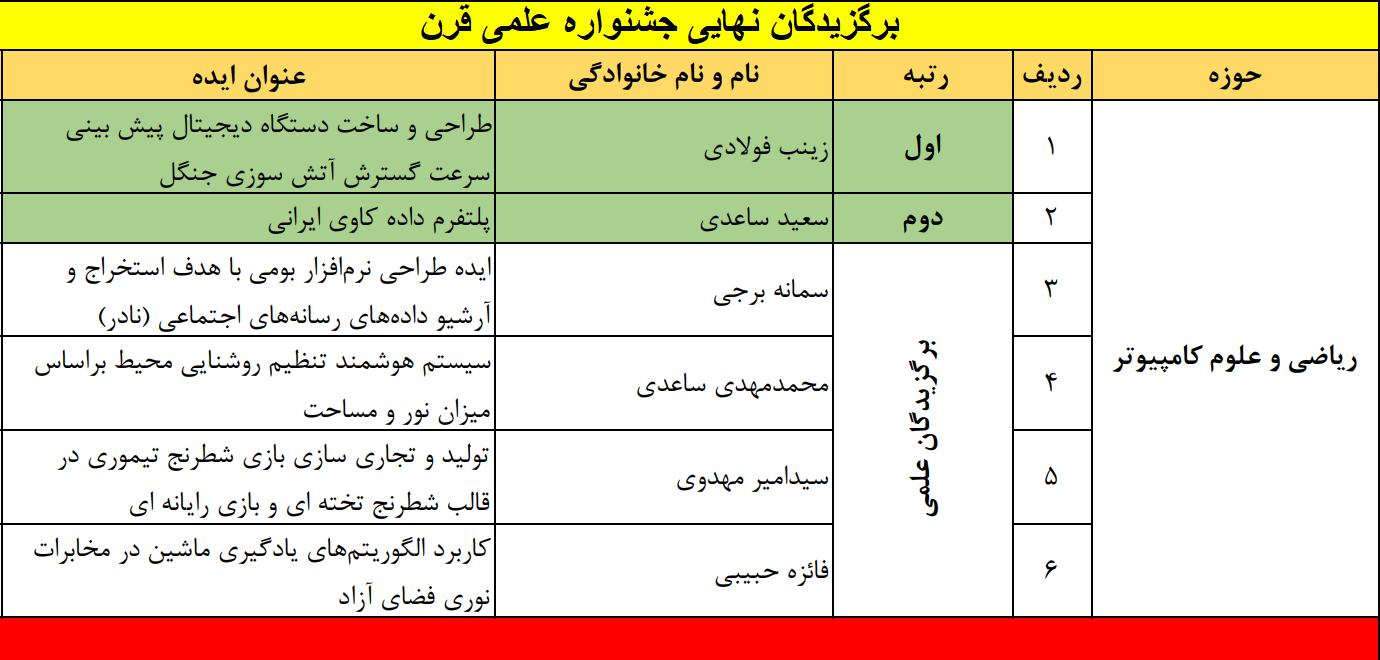 برگزیدگان نهایی جشنواره علمی قرن
حوزه ردیف رتبه نام و نام خانوادگی عنوان ایده
ریاضی و علوم کامپیوتر
۱ اول زینب فولادی طراحی و ساخت دستگاه دیجیتال پیش بینی
سرعت گسترش آتش سوزی جنگل
۲ دوم سعید ساعدی پلتفرم داده کاوی ایرانی
برگزیدگان علمی
۳ سمانه برجی ایده طراحی نرم‌افزار بومی با هدف استخراج و
آرشیو داده‌های رسانه‌های اجتماعی (نادر)
۴ محمدمهدی ساعدی سیستم هوشمند تنظیم روشنایی محیط براساس
میزان نور و مساحت
۵ سیدامیر مهدوی تولید و تجاری سازی بازی شطرنج تیموری در
قالب شطرنج تخته ای و بازی رایانه ای
۶ فائزه حبیبی کاربرد الگوریتم‌های یادگیری ماشین در مخابرات
نوری فضای آزاد